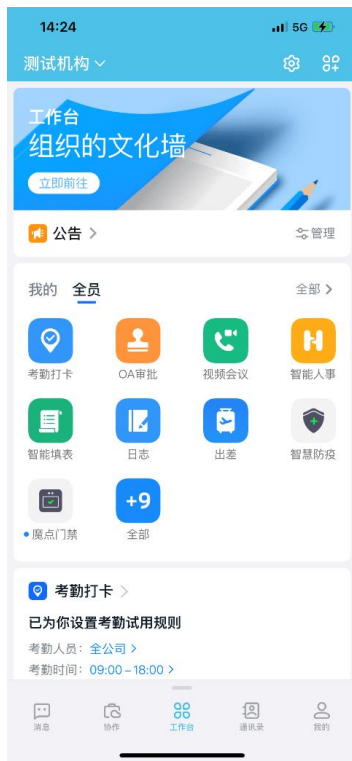 14:24
5G
测试机构
工作台
组织的文化墙
立即前往
公告
管理
我的 全员 全部
考勤打卡 OA审批 视频会议 智能人事
智能填表 日志 出差 智慧防疫
+9
魔点门禁 全部
考勤打卡
已为你设置考勤试用规则
考勤人员：全公司
考勤时间：09:00-18:00
消息 协作 工作台 通讯录 我的